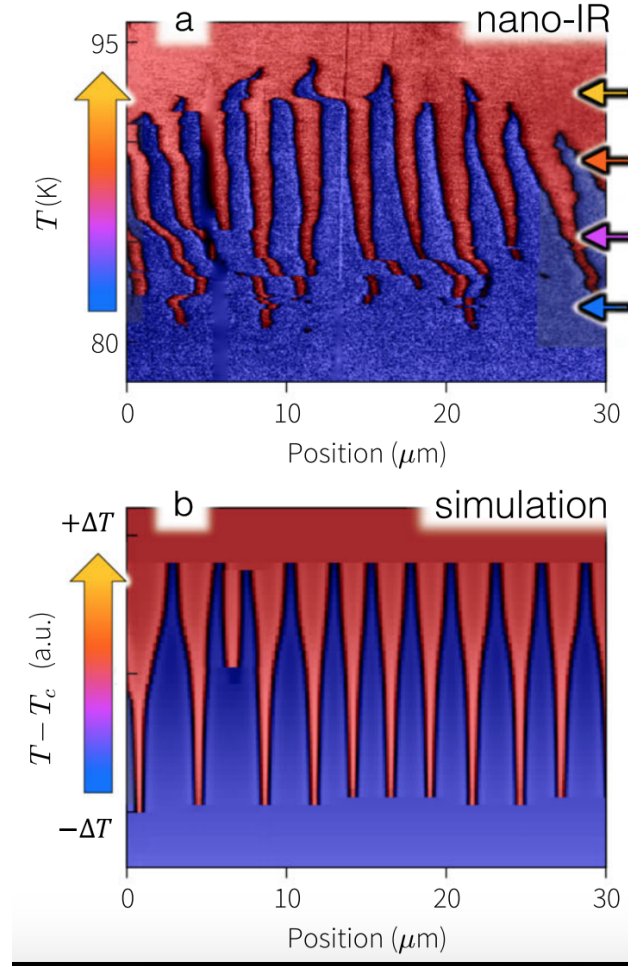 a
nano-IR
95
T(K)
80
0
10
20
30
Position (μm)
b
simulation
+ΔT
T − T_c (a.u.)
−ΔT
0
10
20
30
Position (μm)